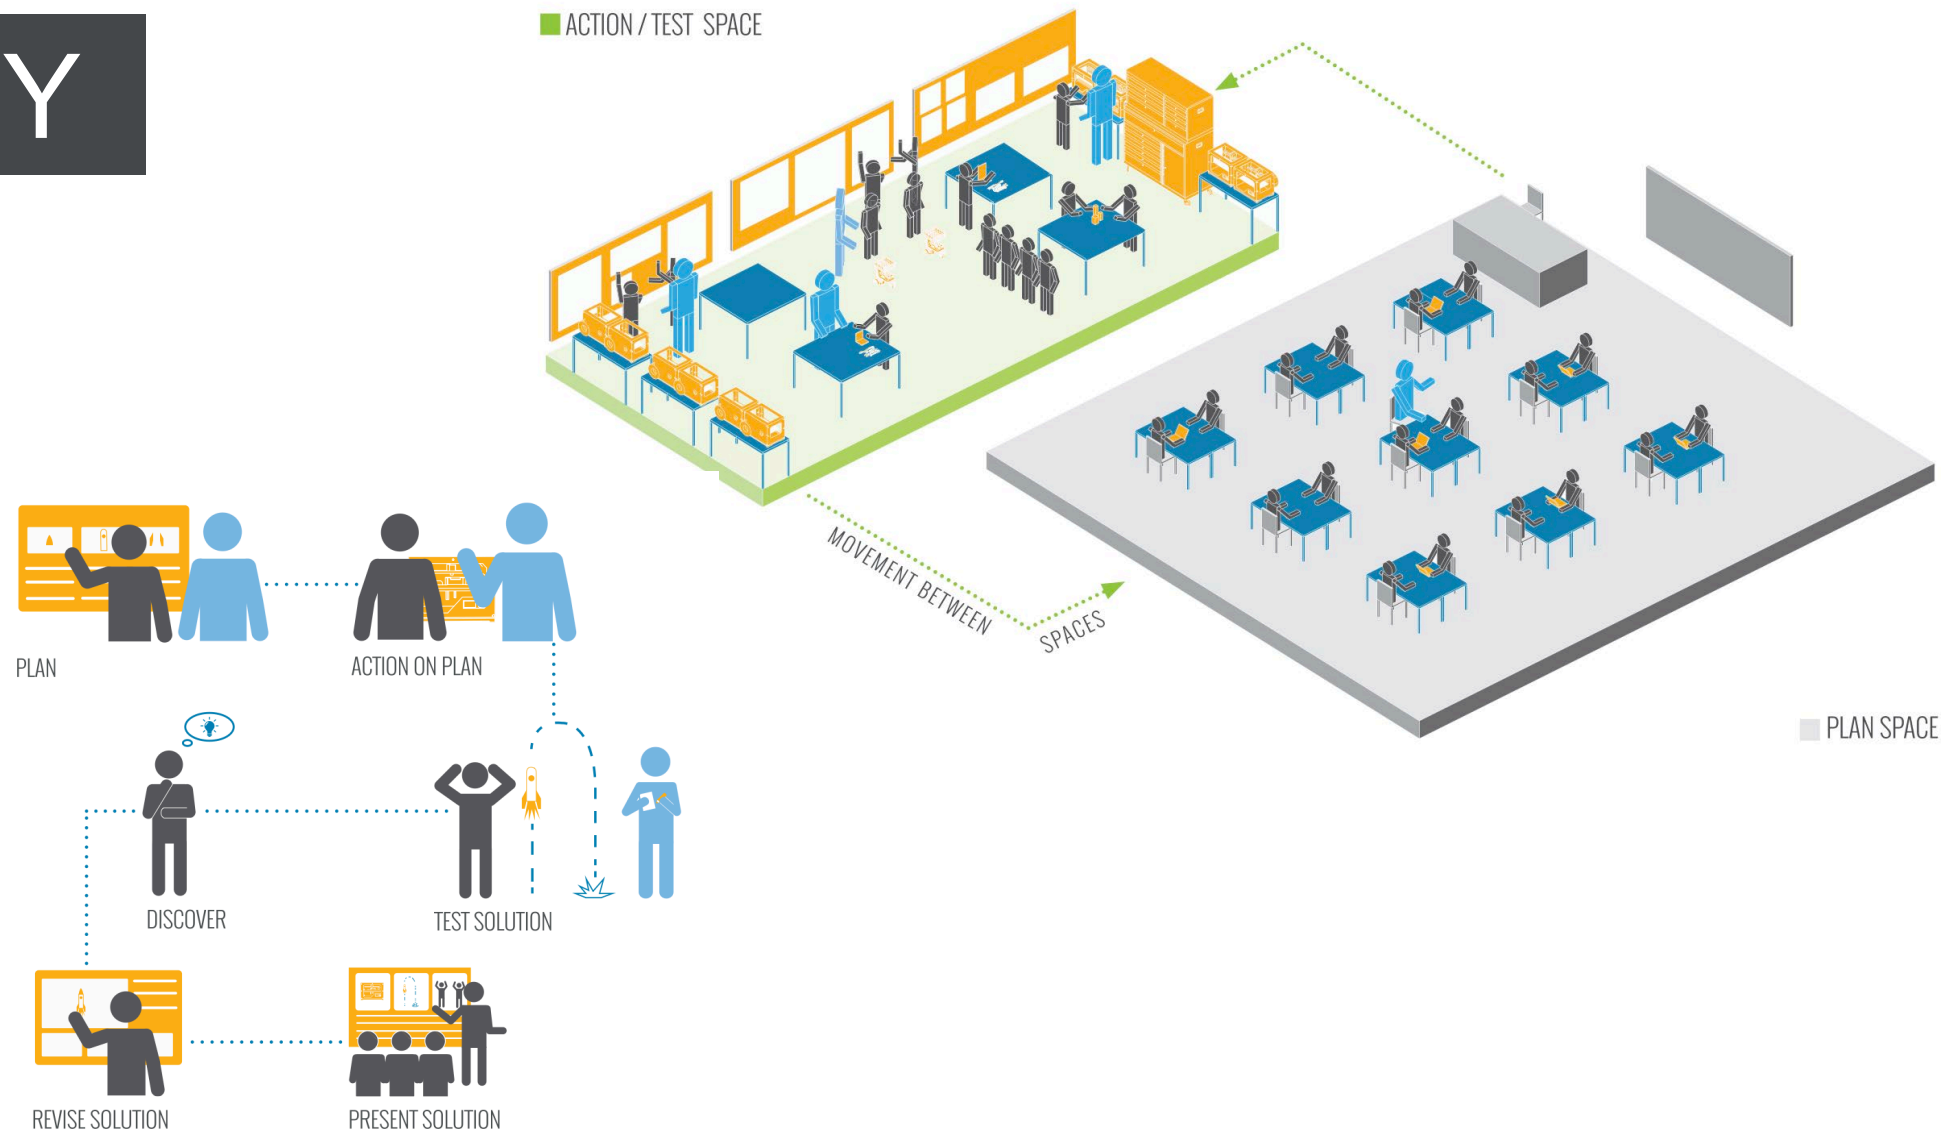 Y
ACTION / TEST SPACE
MOVEMENT BETWEEN
SPACES
PLAN SPACE
PLAN
ACTION ON PLAN
DISCOVER
TEST SOLUTION
REVISE SOLUTION
PRESENT SOLUTION